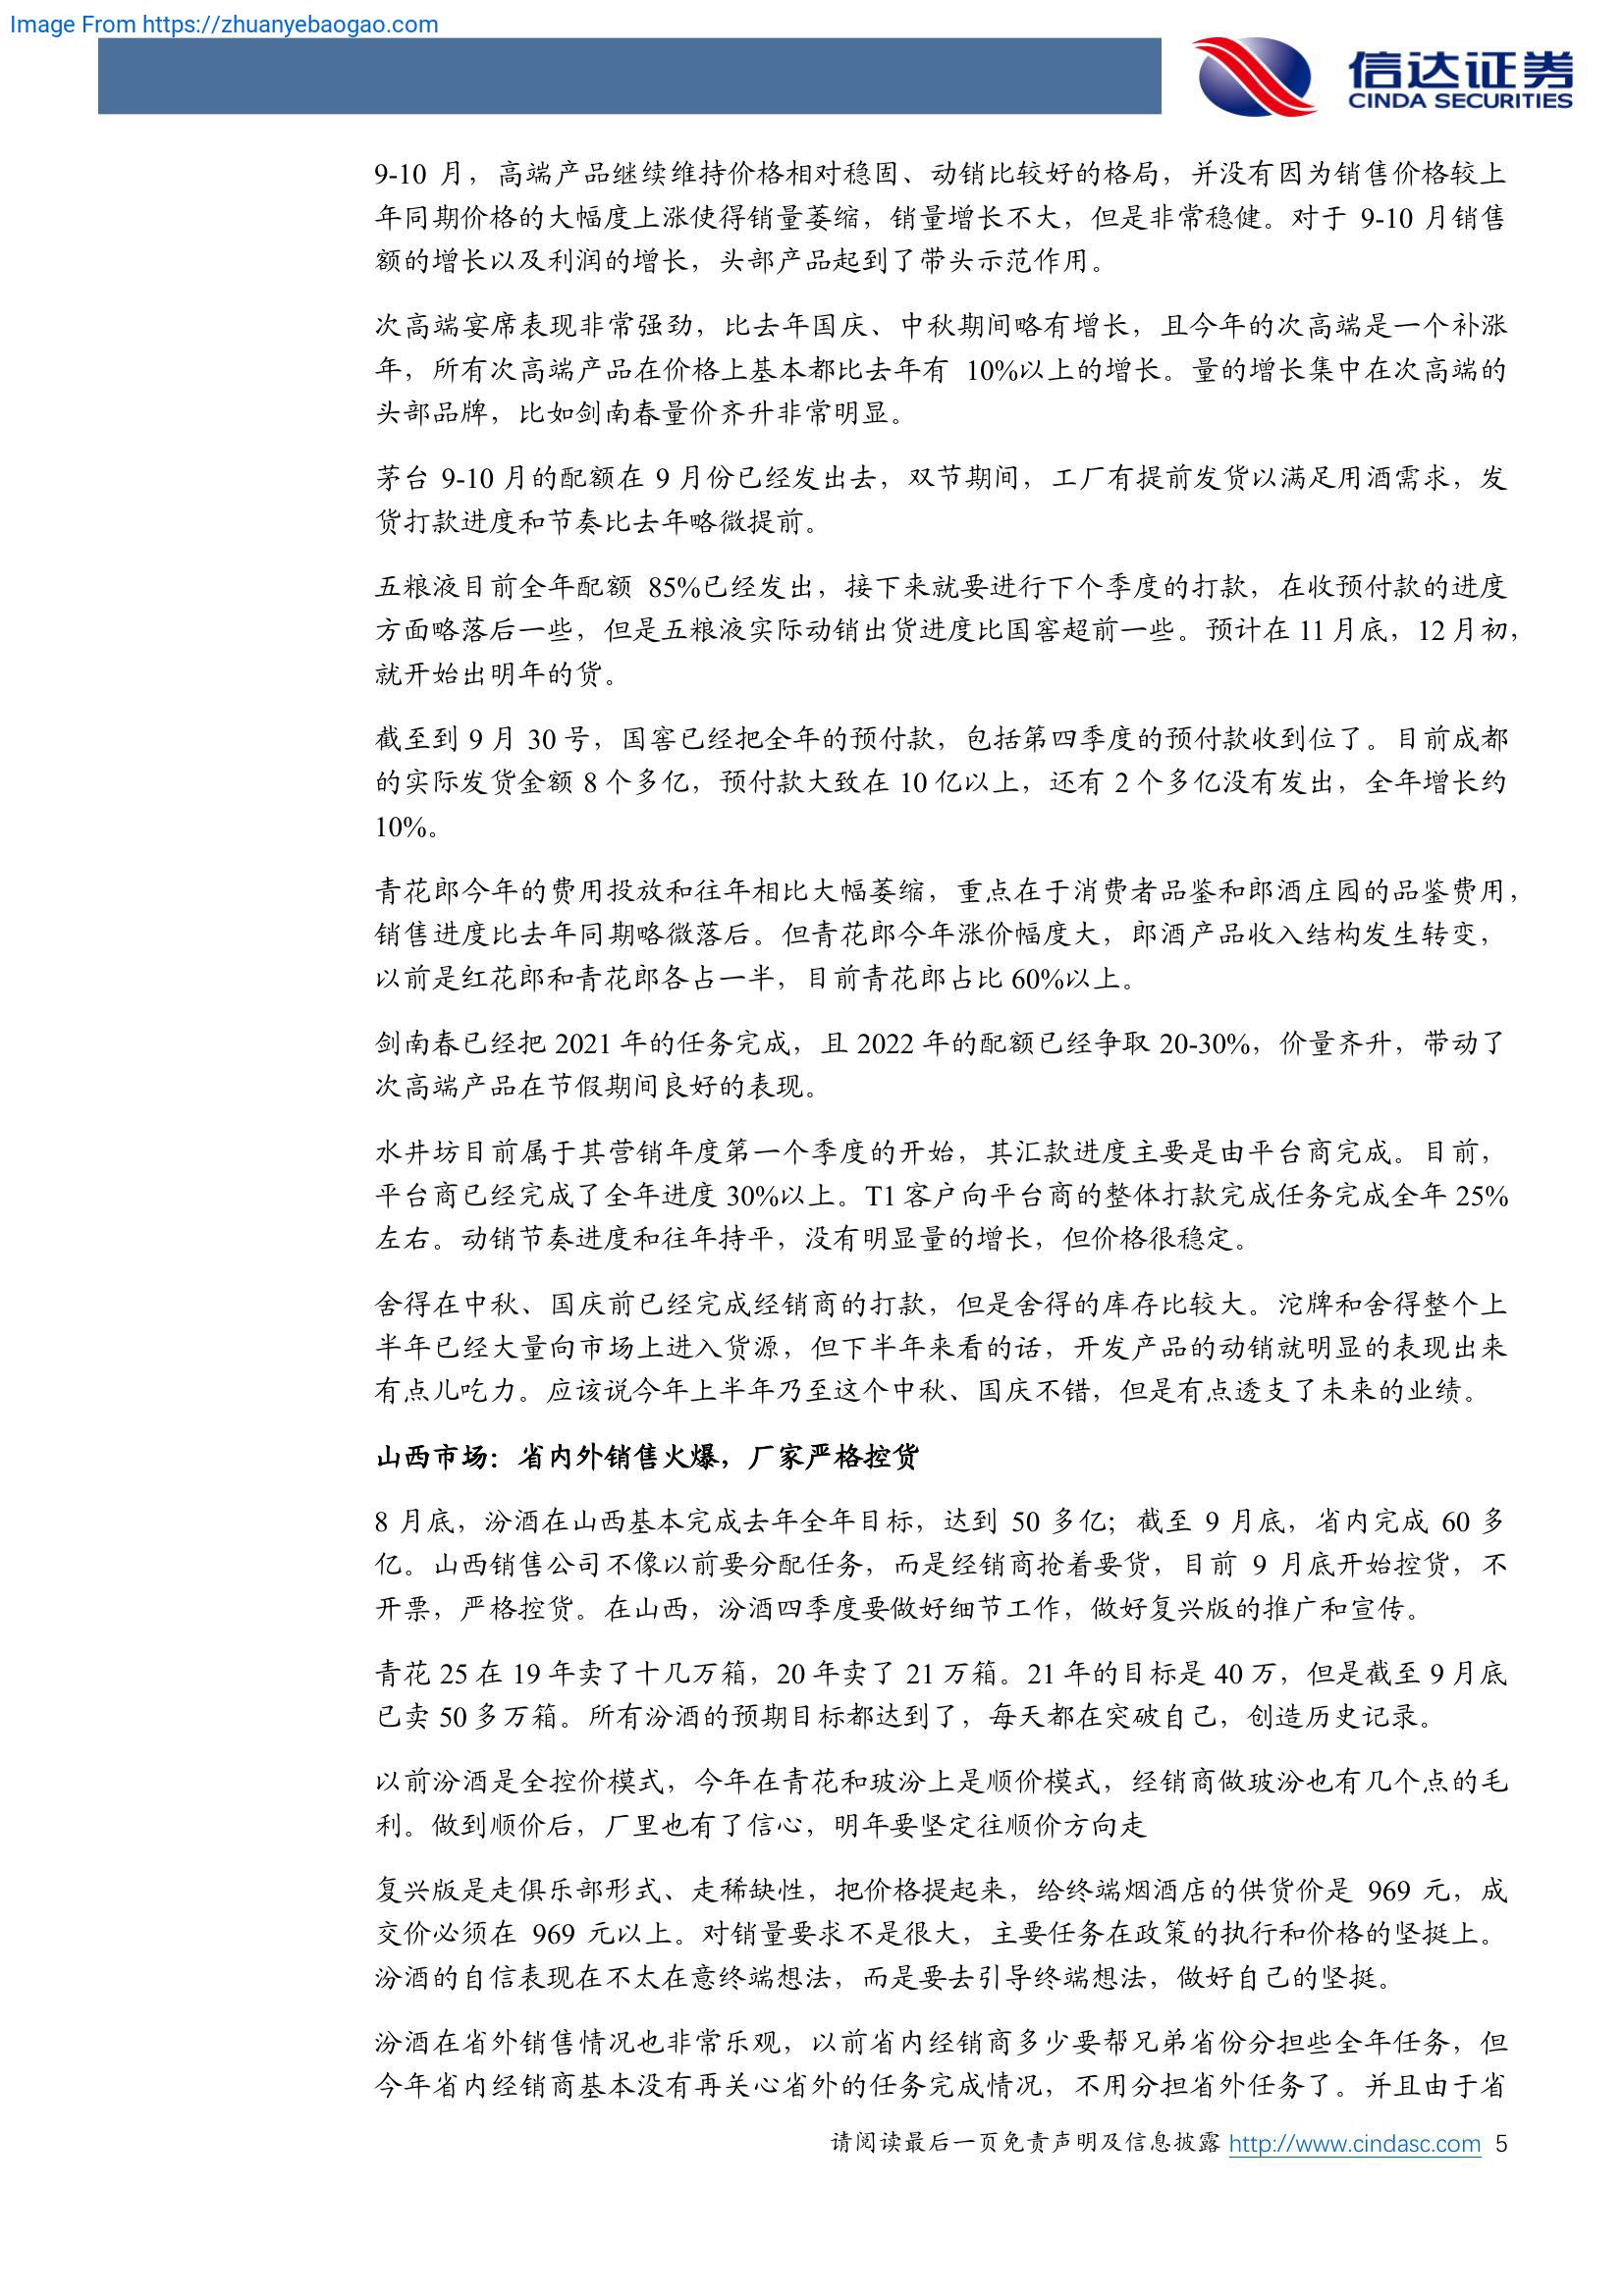 Image From https://zhuanyebaogao.com
信达证券
CINDA SECURITIES
9-10 月，高端产品继续维持价格相对稳固、动销比较好的格局，并没有因为销售价格较上
年同期价格的大幅度上涨使得销量萎缩，销量增长不大，但是非常稳健。对于 9-10 月销售
额的增长以及利润的增长，头部产品起到了带头示范作用。
次高端宴席表现非常强劲，比去年国庆、中秋期间略有增长，且今年的次高端是一个补涨
年，所有次高端产品在价格上基本都比去年有 10%以上的增长。量的增长集中在次高端的
头部品牌，比如剑南春量价齐升非常明显。
茅台 9-10 月的配额在 9 月份已经发出去，双节期间，工厂有提前发货以满足用酒需求，发
货打款进度和节奏比去年略微提前。
五粮液目前全年配额 85%已经发出，接下来就要进行下个季度的打款，在收预付款的进度
方面略落后一些，但是五粮液实际动销出货进度比国窖超前一些。预计在 11 月底，12 月初，
就开始出明年的货。
截至到 9 月 30 号，国窖已经把全年的预付款，包括第四季度的预付款收到位了。目前成都
的实际发货金额 8 个多亿，预付款大致在 10 亿以上，还有 2 个多亿没有发出，全年增长约
10%。
青花郎今年的费用投放和往年相比大幅萎缩，重点在于消费者品鉴和郎酒庄园的品鉴费用，
销售进度比去年同期略微落后。但青花郎今年涨价幅度大，郎酒产品收入结构发生转变，
以前是红花郎和青花郎各占一半，目前青花郎占比 60%以上。
剑南春已经把 2021 年的任务完成，且 2022 年的配额已经争取 20-30%，价量齐升，带动了
次高端产品在节假期间良好的表现。
水井坊目前属于其营销年度第一个季度的开始，其汇款进度主要是由平台商完成。目前，
平台商已经完成了全年进度 30%以上。T1 客户向平台商的整体打款完成任务完成全年 25%
左右。动销节奏进度和往年持平，没有明显量的增长，但价格很稳定。
舍得在中秋、国庆前已经完成经销商的打款，但是舍得的库存比较大。沱牌和舍得整个上
半年已经大量向市场上进入货源，但下半年来看的话，开发产品的动销就明显的表现出来
有点儿吃力。应该说今年上半年乃至这个中秋、国庆不错，但是有点透支了未来的业绩。
山西市场：省内外销售火爆，厂家严格控货
8 月底，汾酒在山西基本完成去年全年目标，达到 50 多亿；截至 9 月底，省内完成 60 多
亿。山西销售公司不像以前要分配任务，而是经销商抢着要货，目前 9 月底开始控货，不
开票，严格控货。在山西，汾酒四季度要做好细节工作，做好复兴版的推广和宣传。
青花 25 在 19 年卖了十几万箱，20 年卖了 21 万箱。21 年的目标是 40 万，但是截至 9 月底
已卖 50 多万箱。所有汾酒的预期目标都达到了，每天都在突破自己，创造历史记录。
以前汾酒是全控价模式，今年在青花和玻汾上是顺价模式，经销商做玻汾也有几个点的毛
利。做到顺价后，厂里也有了信心，明年要坚定往顺价方向走
复兴版是走俱乐部形式、走稀缺性，把价格提起来，给终端烟酒店的供货价是 969 元，成
交价必须在 969 元以上。对销量要求不是很大，主要任务在政策的执行和价格的坚挺上。
汾酒的自信表现在不太在意终端想法，而是要去引导终端想法，做好自己的坚挺。
汾酒在省外销售情况也非常乐观，以前省内经销商多少要帮兄弟省份分担些全年任务，但
今年省内经销商基本没有再关心省外的任务完成情况，不用分担省外任务了。并且由于省
请阅读最后一页免责声明及信息披露 http://www.cindasc.com 5